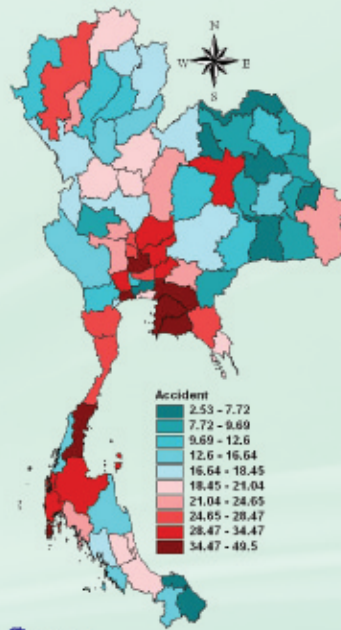 N
W E
S
Accident
2.53 - 7.72
7.72 - 9.69
9.69 - 12.6
12.6 - 16.64
16.64 - 18.45
18.45 - 21.04
21.04 - 24.65
24.65 - 28.47
28.47 - 34.47
34.47 - 49.5